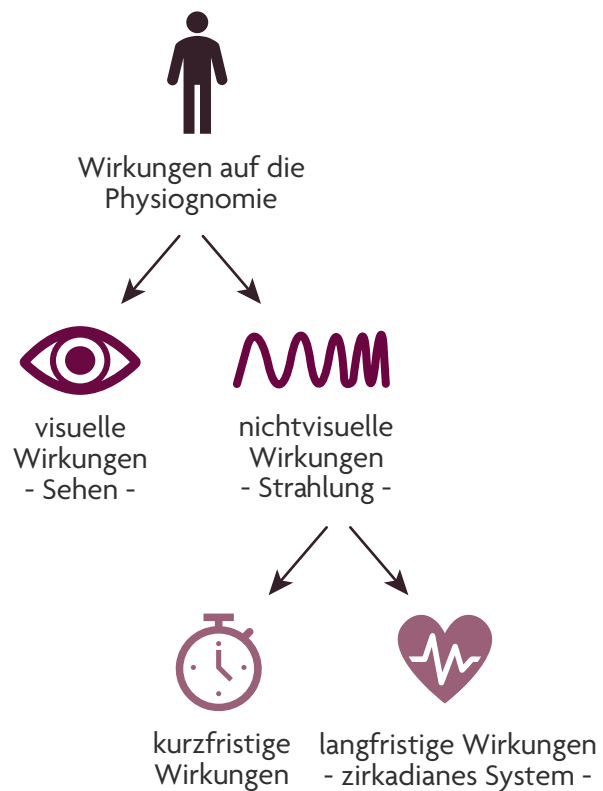 Wirkungen auf die
Physiognomie
visuelle
Wirkungen
- Sehen -
nichtvisuelle
Wirkungen
- Strahlung -
kurzfristige
Wirkungen
langfristige Wirkungen
- zirkadianes System -